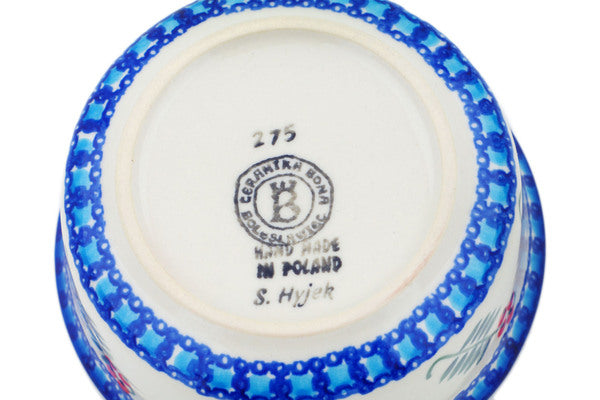 275
CERAMIKA BONA
B
BOLESŁAWIEC
HAND MADE
IN POLAND
S. Hyjek